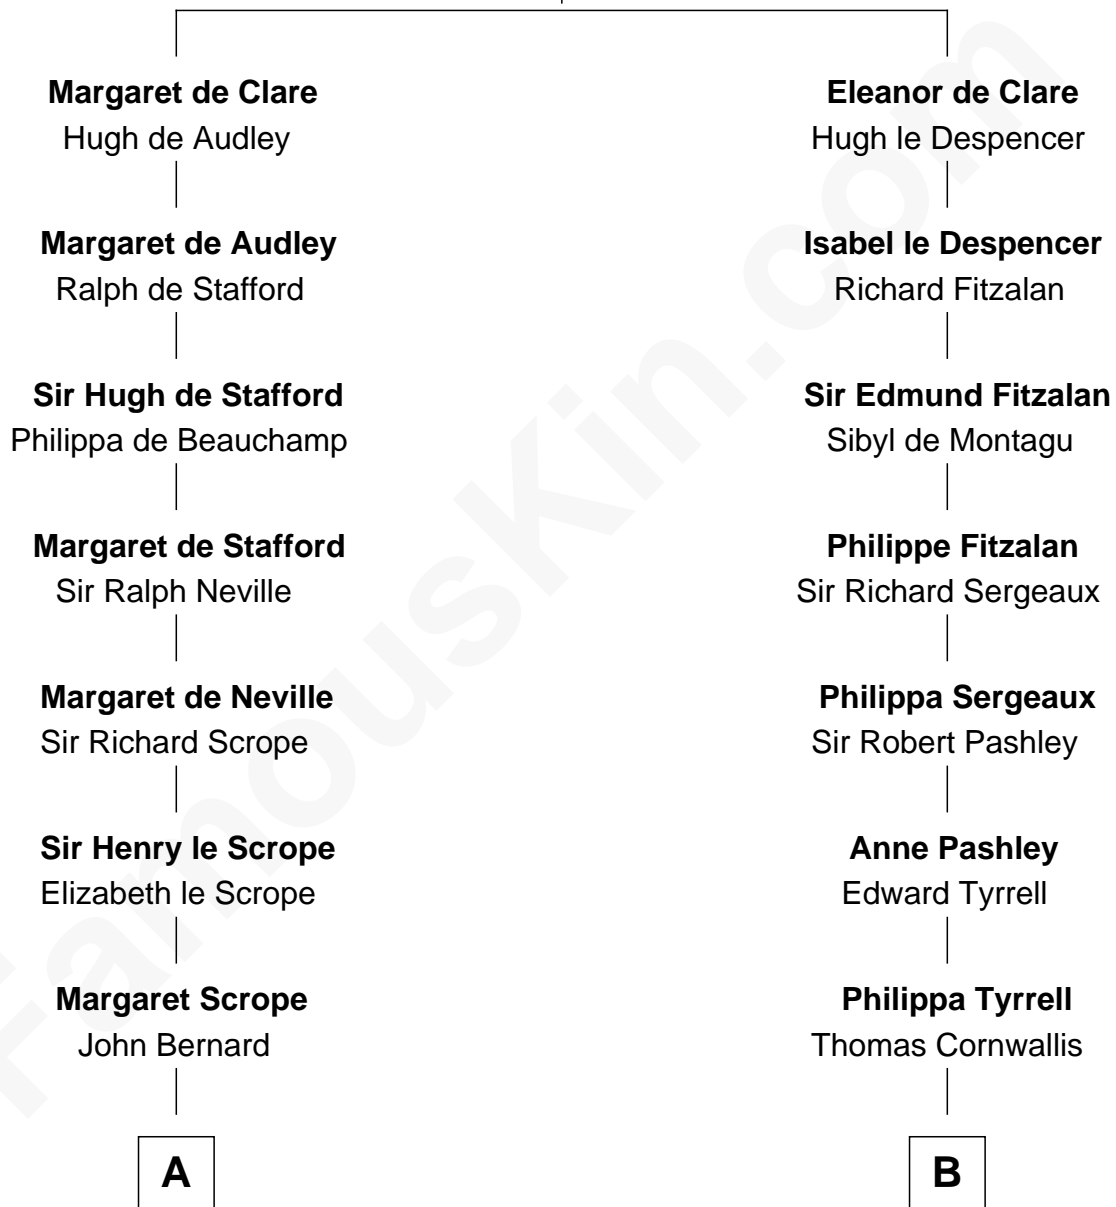 Margaret de Clare
Hugh de Audley
Margaret de Audley
Ralph de Stafford
Sir Hugh de Stafford
Philippa de Beauchamp
Margaret de Stafford
Sir Ralph Neville
Margaret de Neville
Sir Richard Scrope
Sir Henry le Scrope
Elizabeth le Scrope
Margaret Scrope
John Bernard
A
Eleanor de Clare
Hugh le Despencer
Isabel le Despencer
Richard Fitzalan
Sir Edmund Fitzalan
Sibyl de Montagu
Philippe Fitzalan
Sir Richard Sergeaux
Philippa Sergeaux
Sir Robert Pashley
Anne Pashley
Edward Tyrrell
Philippa Tyrrell
Thomas Cornwallis
B
FamousKin.com